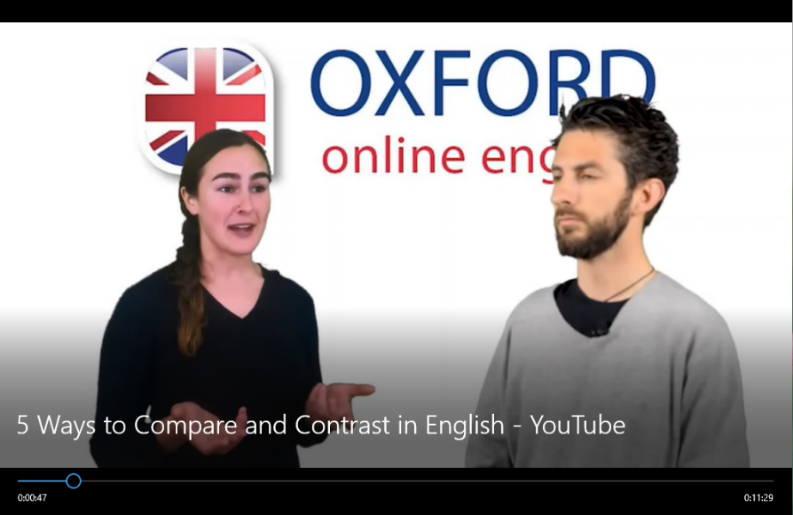 OXFORD
online eng
5 Ways to Compare and Contrast in English - YouTube
0:00:47
0:11:29